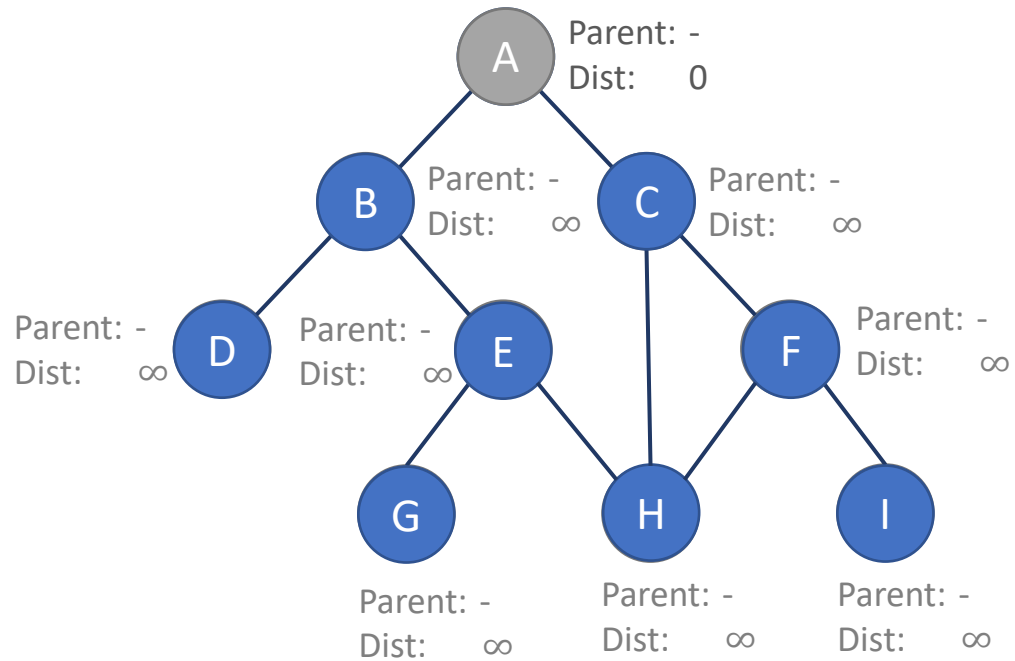 A
Parent: -
Dist: 0
B
Parent: -
Dist: ∞
C
Parent: -
Dist: ∞
Parent: -
Dist: ∞
D
Parent: -
Dist: ∞
E
F
Parent: -
Dist: ∞
G
H
I
Parent: -
Dist: ∞
Parent: -
Dist: ∞
Parent: -
Dist: ∞